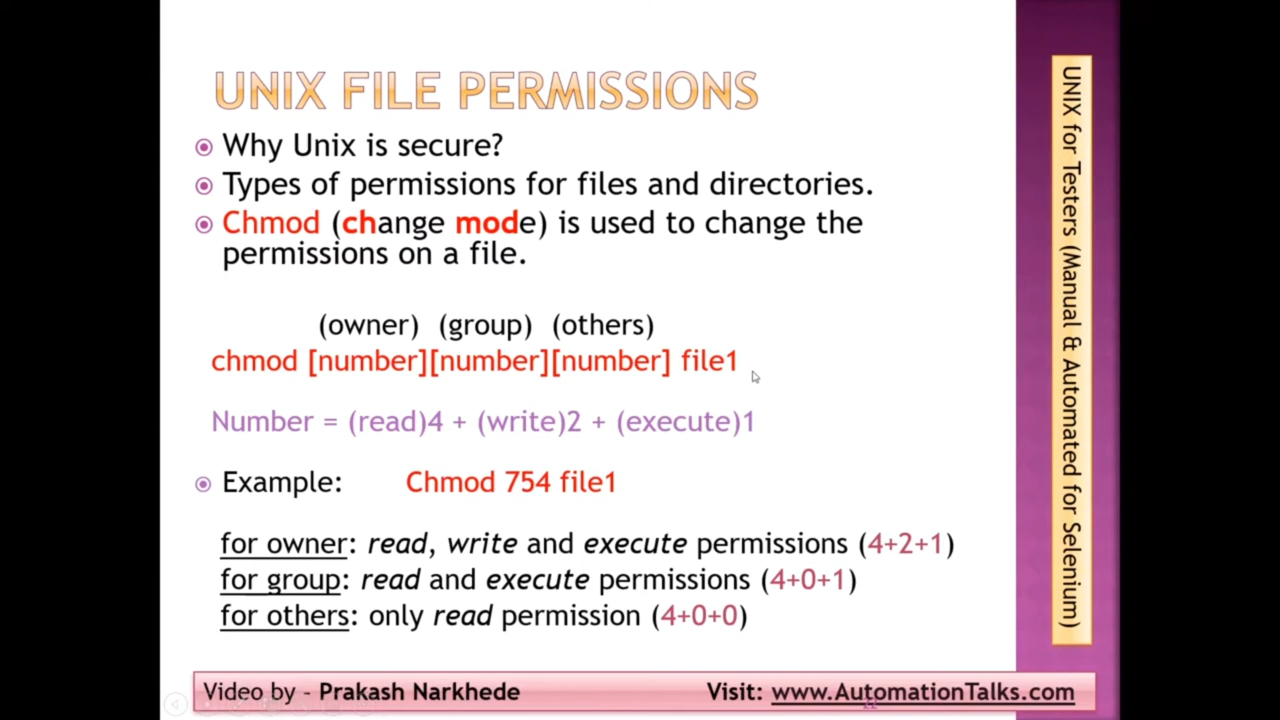 UNIX FILE PERMISSIONS
Why Unix is secure?
Types of permissions for files and directories.
Chmod (change mode) is used to change the
permissions on a file.
(owner) (group) (others)
chmod [number][number][number] file1
Number = (read)4 + (write)2 + (execute)1
Example: Chmod 754 file1
for owner: read, write and execute permissions (4+2+1)
for group: read and execute permissions (4+0+1)
for others: only read permission (4+0+0)
UNIX for Testers (Manual & Automated for Selenium)
Video by - Prakash Narkhede Visit: www.AutomationTalks.com